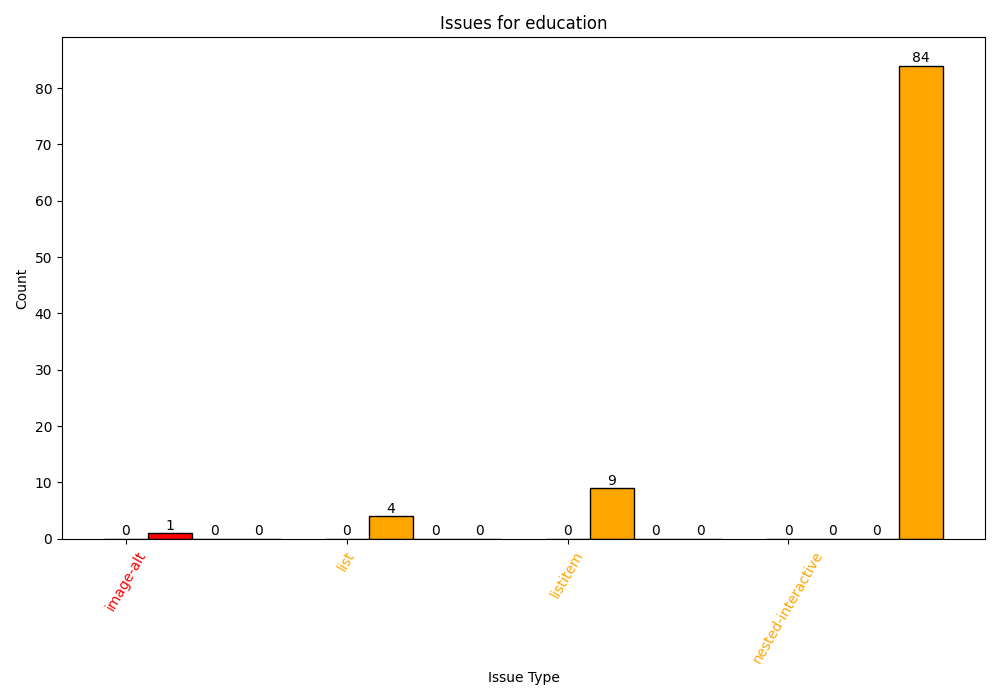 Issues for education
84
80
70
60
50
40
30
20
10
0
Count
0 1 0 0 0 4 0 0 0 9 0 0 0 0 0
image-alt
list
listitem
nested-interactive
Issue Type